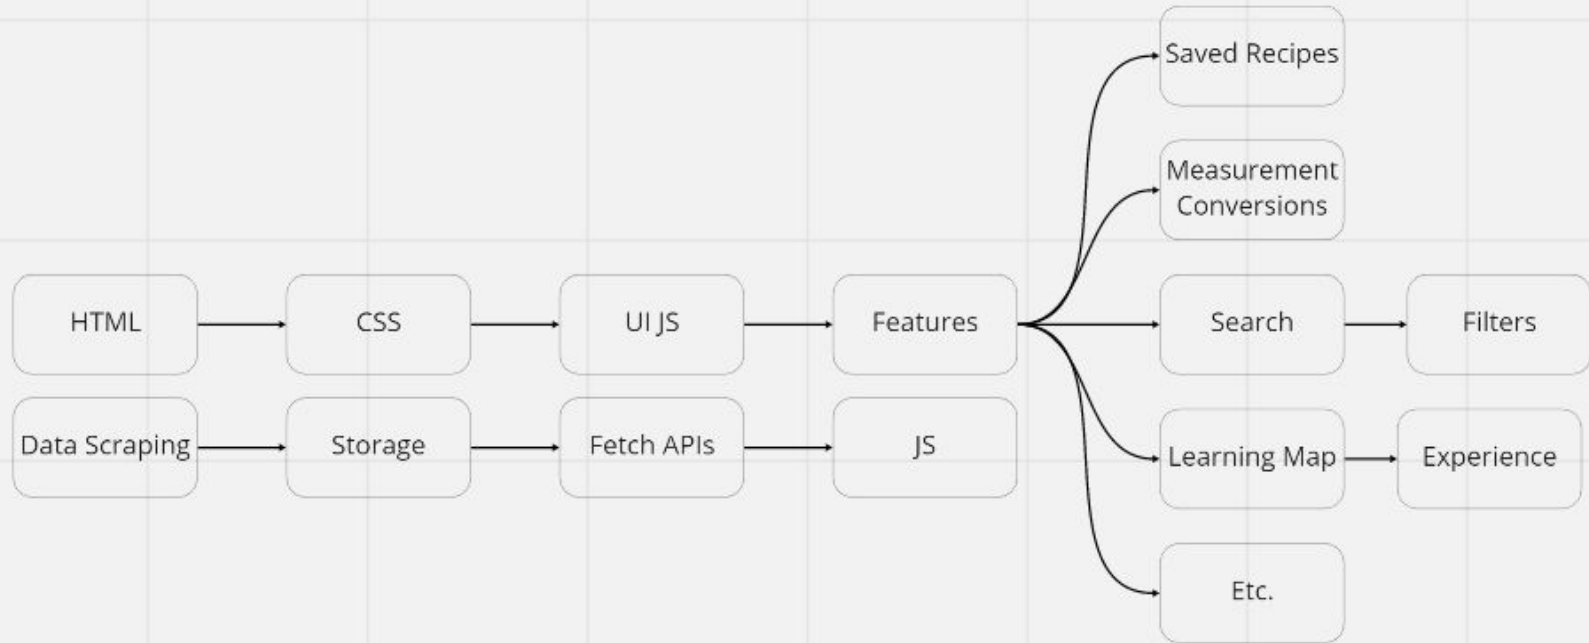 Saved Recipes
Measurement
Conversions
HTML
CSS
UI JS
Features
Search
Filters
Data Scraping
Storage
Fetch APIs
JS
Learning Map
Experience
Etc.